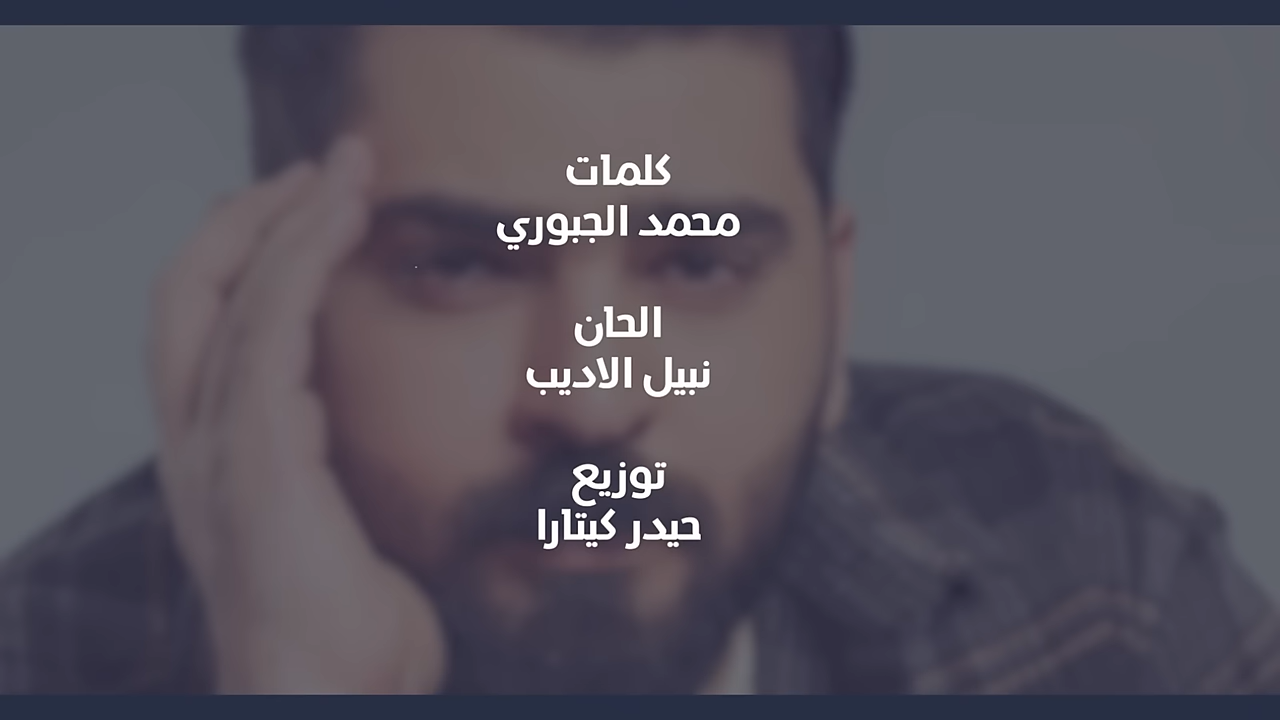 كلمات
محمد الجبوري
الحان
نبيل الاديب
توزيع
حيدر كيتارا